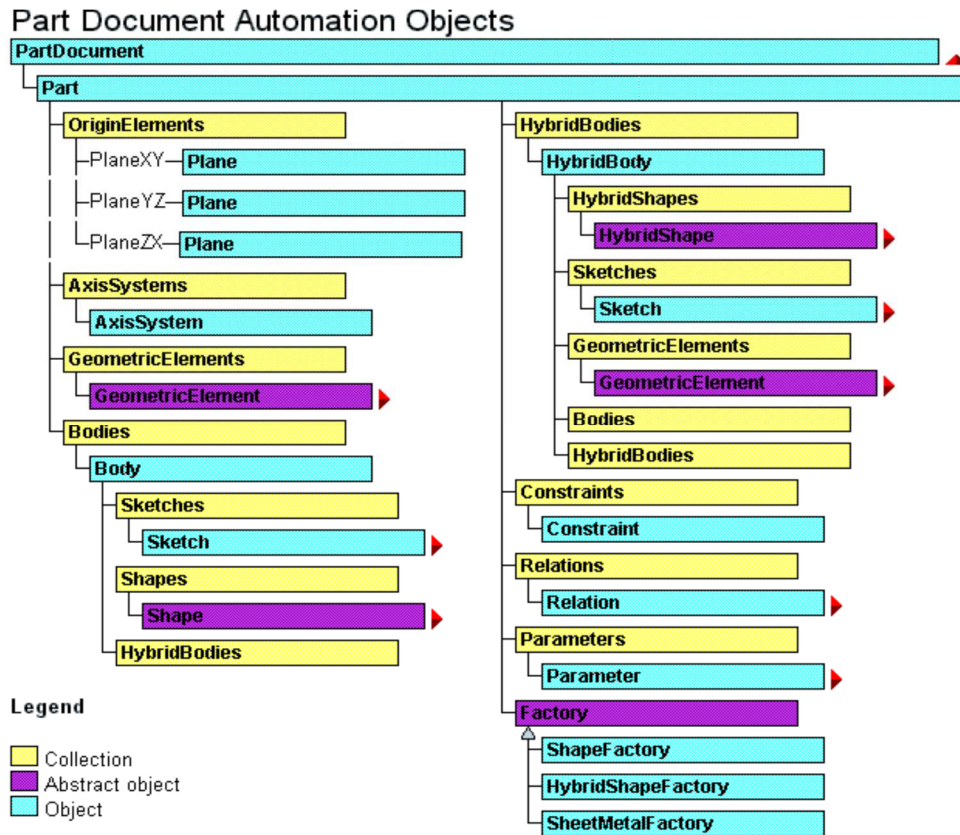 Part Document Automation Objects
PartDocument
Part
OriginElements
PlaneXY Plane
PlaneYZ Plane
PlaneZX Plane
AxisSystems
AxisSystem
GeometricElements
GeometricElement
Bodies
Body
Sketches
Sketch
Shapes
Shape
HybridBodies
HybridBodies
HybridBody
HybridShapes
HybridShape
Sketches
Sketch
GeometricElements
GeometricElement
Bodies
HybridBodies
Constraints
Constraint
Relations
Relation
Parameters
Parameter
Factory
ShapeFactory
HybridShapeFactory
SheetMetalFactory
Legend
Collection
Abstract object
Object